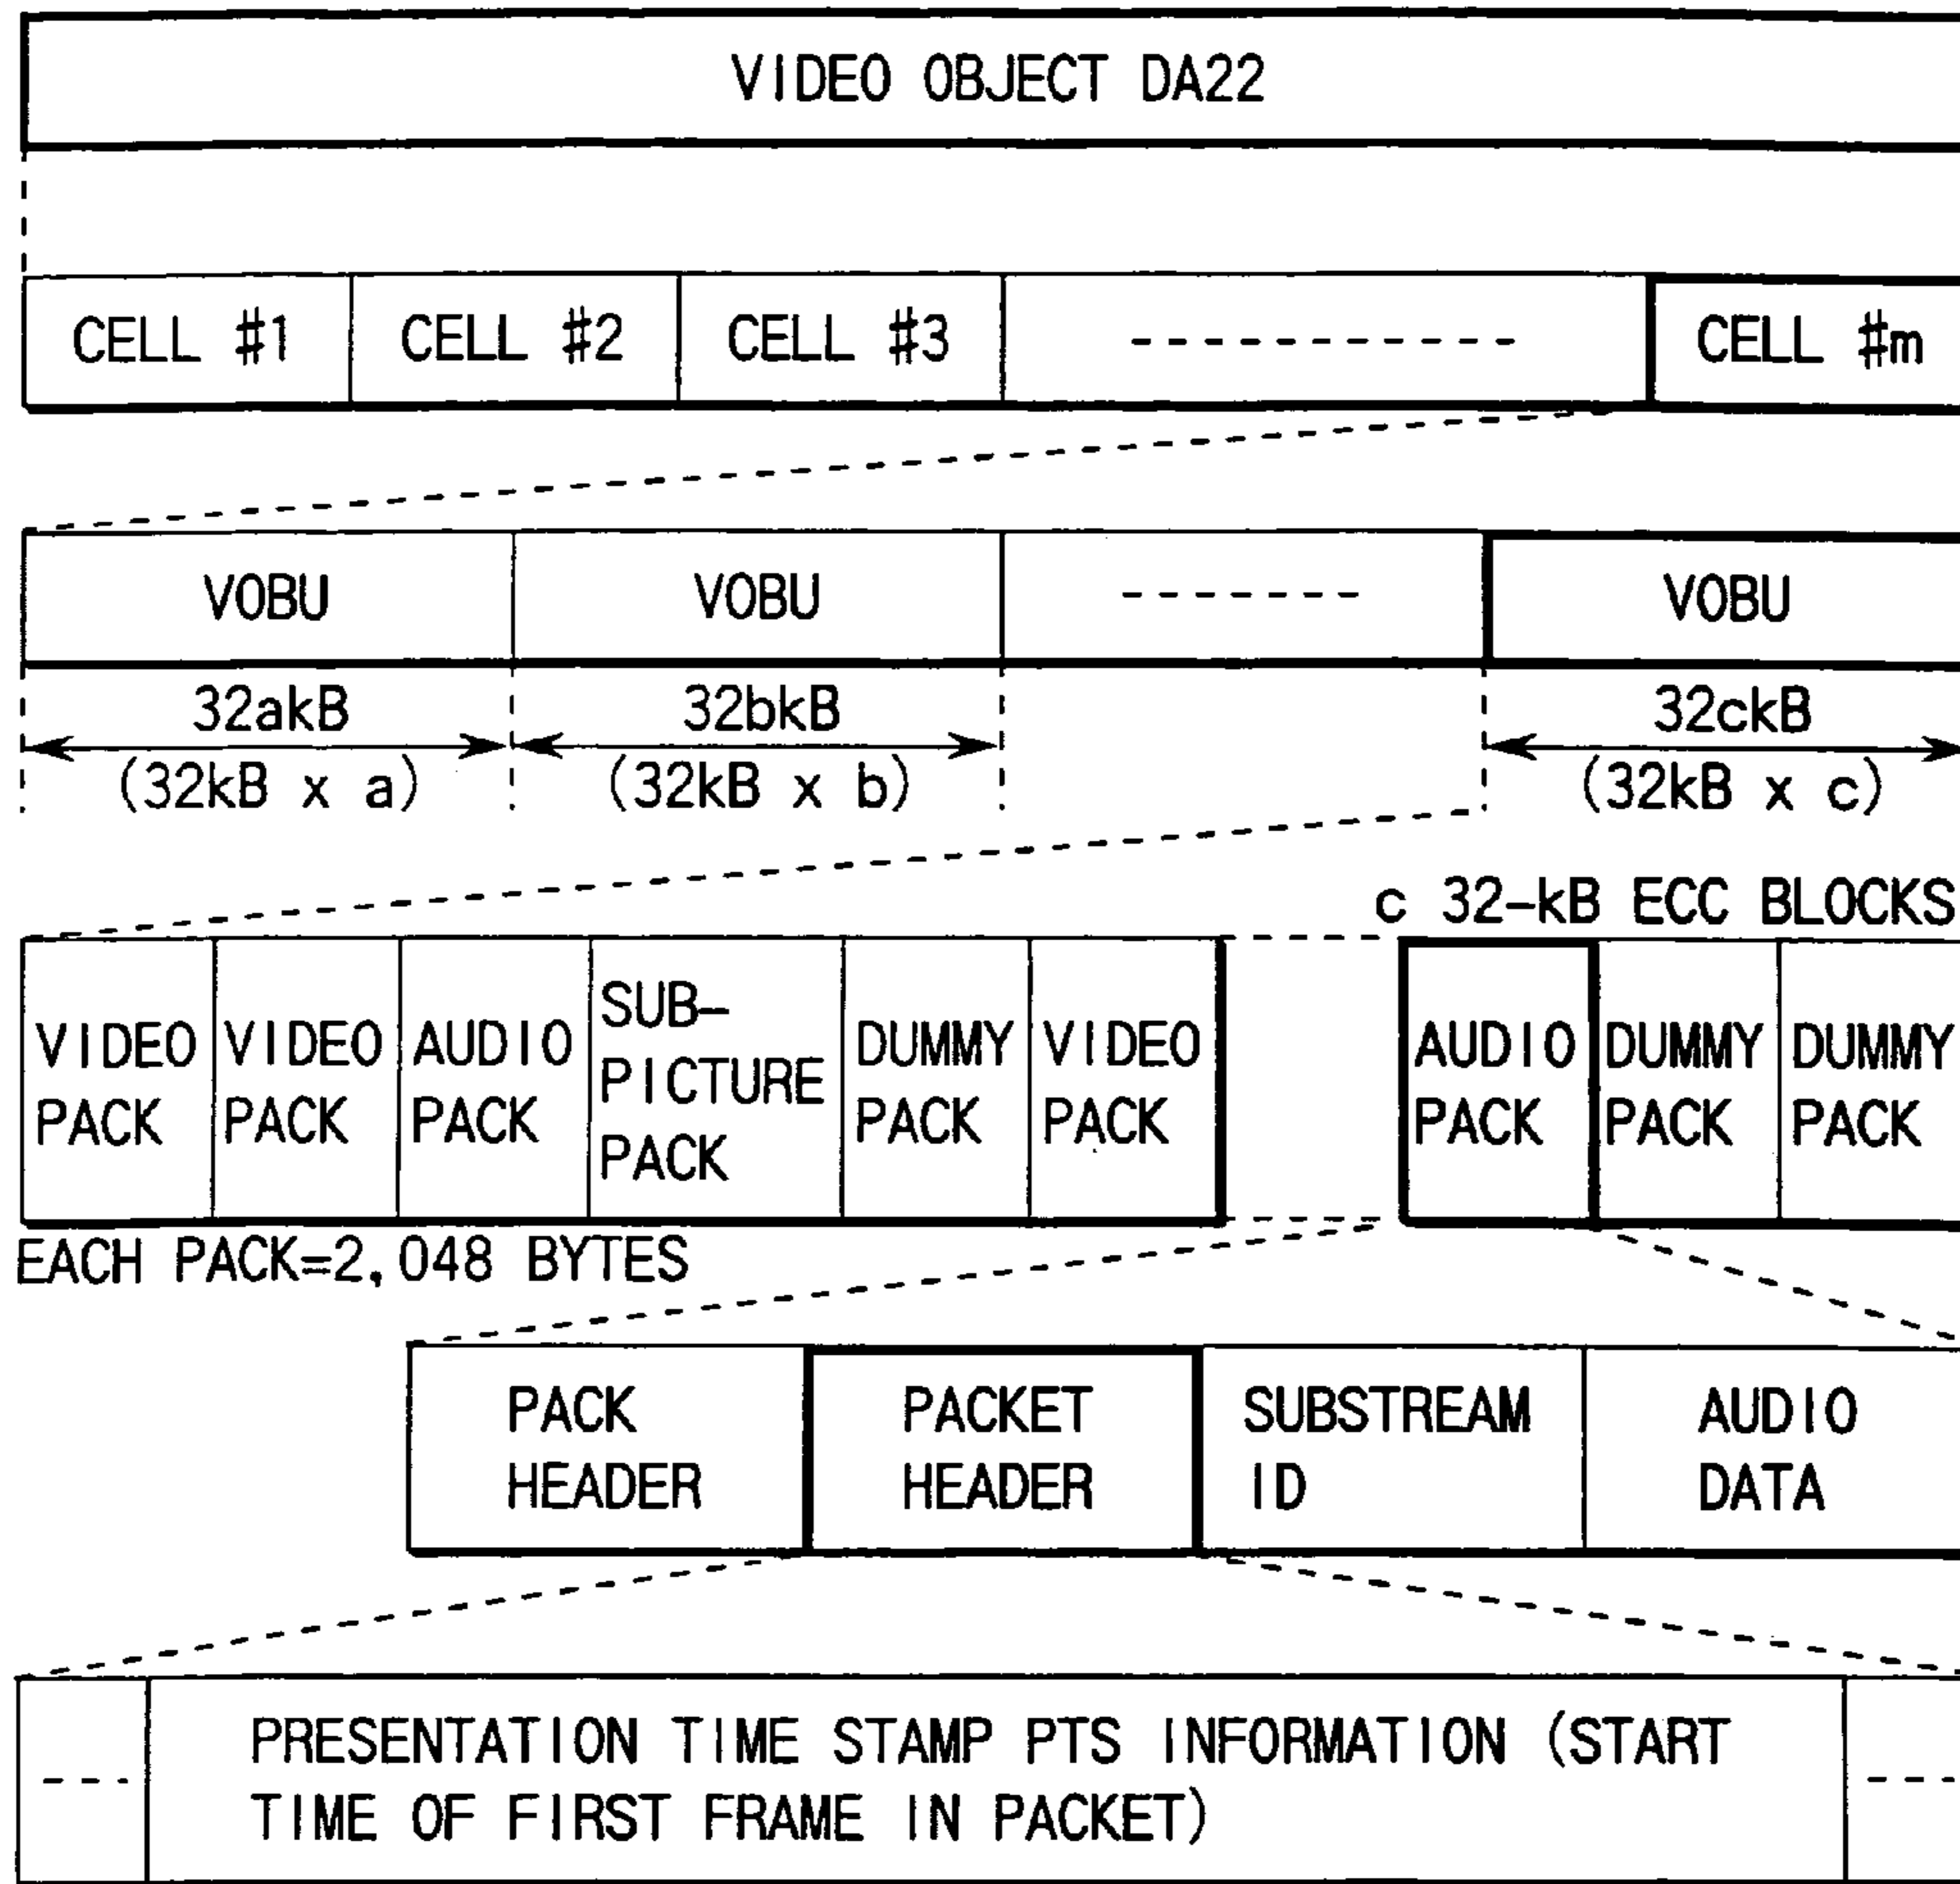 VIDEO OBJECT DA22
CELL #1 CELL #2 CELL #3 ----------- CELL #m
VOBU VOBU ------- VOBU
32akB 32bkB 32ckB
(32kB x a) (32kB x b) (32kB x c)
c 32-kB ECC BLOCKS
VIDEO PACK
VIDEO PACK
AUDIO PACK
SUB-
PICTURE
PACK
DUMMY PACK
VIDEO PACK
AUDIO PACK
DUMMY PACK
DUMMY PACK
EACH PACK=2,048 BYTES
PACK
HEADER
PACKET
HEADER
SUBSTREAM
ID
AUDIO
DATA
--- PRESENTATION TIME STAMP PTS INFORMATION (START ---
TIME OF FIRST FRAME IN PACKET)